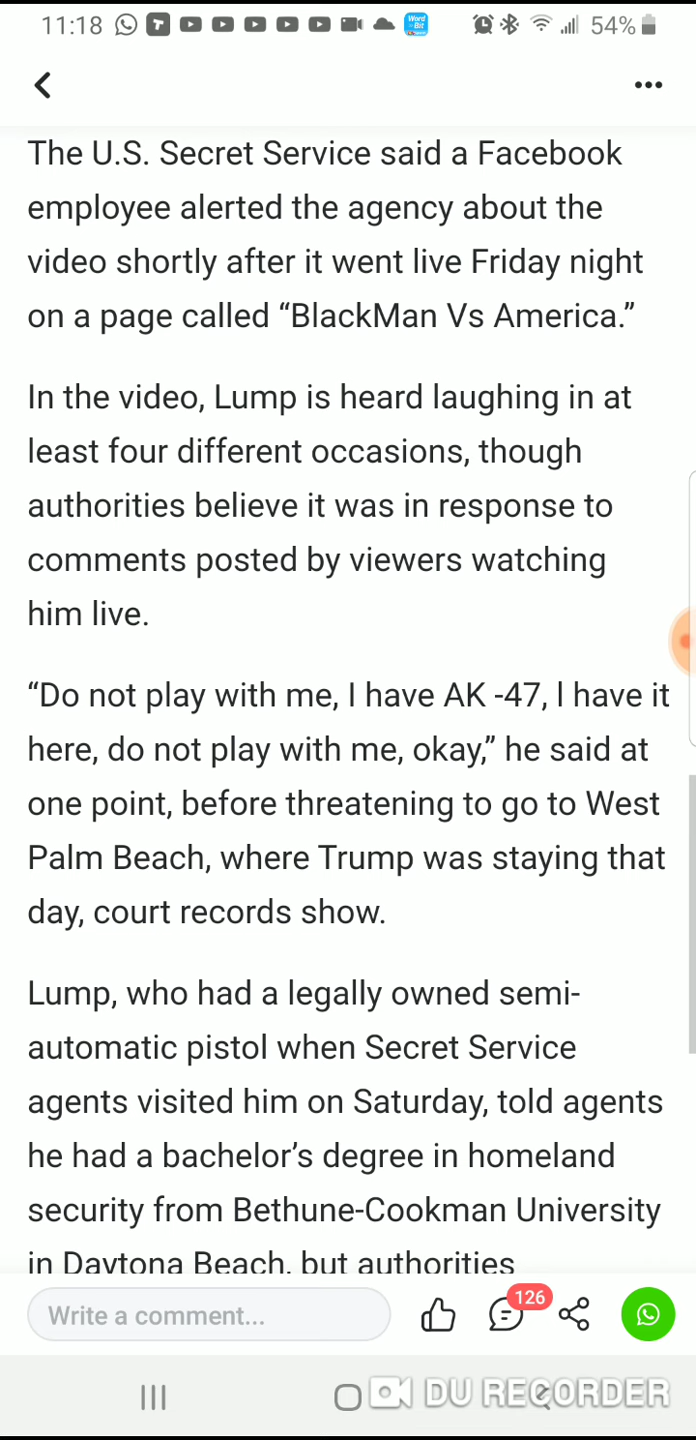 11:18
Word
Bit
54%
The U.S. Secret Service said a Facebook
employee alerted the agency about the
video shortly after it went live Friday night
on a page called “BlackMan Vs America.”
In the video, Lump is heard laughing in at
least four different occasions, though
authorities believe it was in response to
comments posted by viewers watching
him live.
“Do not play with me, I have AK -47, I have it
here, do not play with me, okay,” he said at
one point, before threatening to go to West
Palm Beach, where Trump was staying that
day, court records show.
Lump, who had a legally owned semi-
automatic pistol when Secret Service
agents visited him on Saturday, told agents
he had a bachelor’s degree in homeland
security from Bethune-Cookman University
in Daytona Beach, but authorities
Write a comment...
126
DU RECORDER